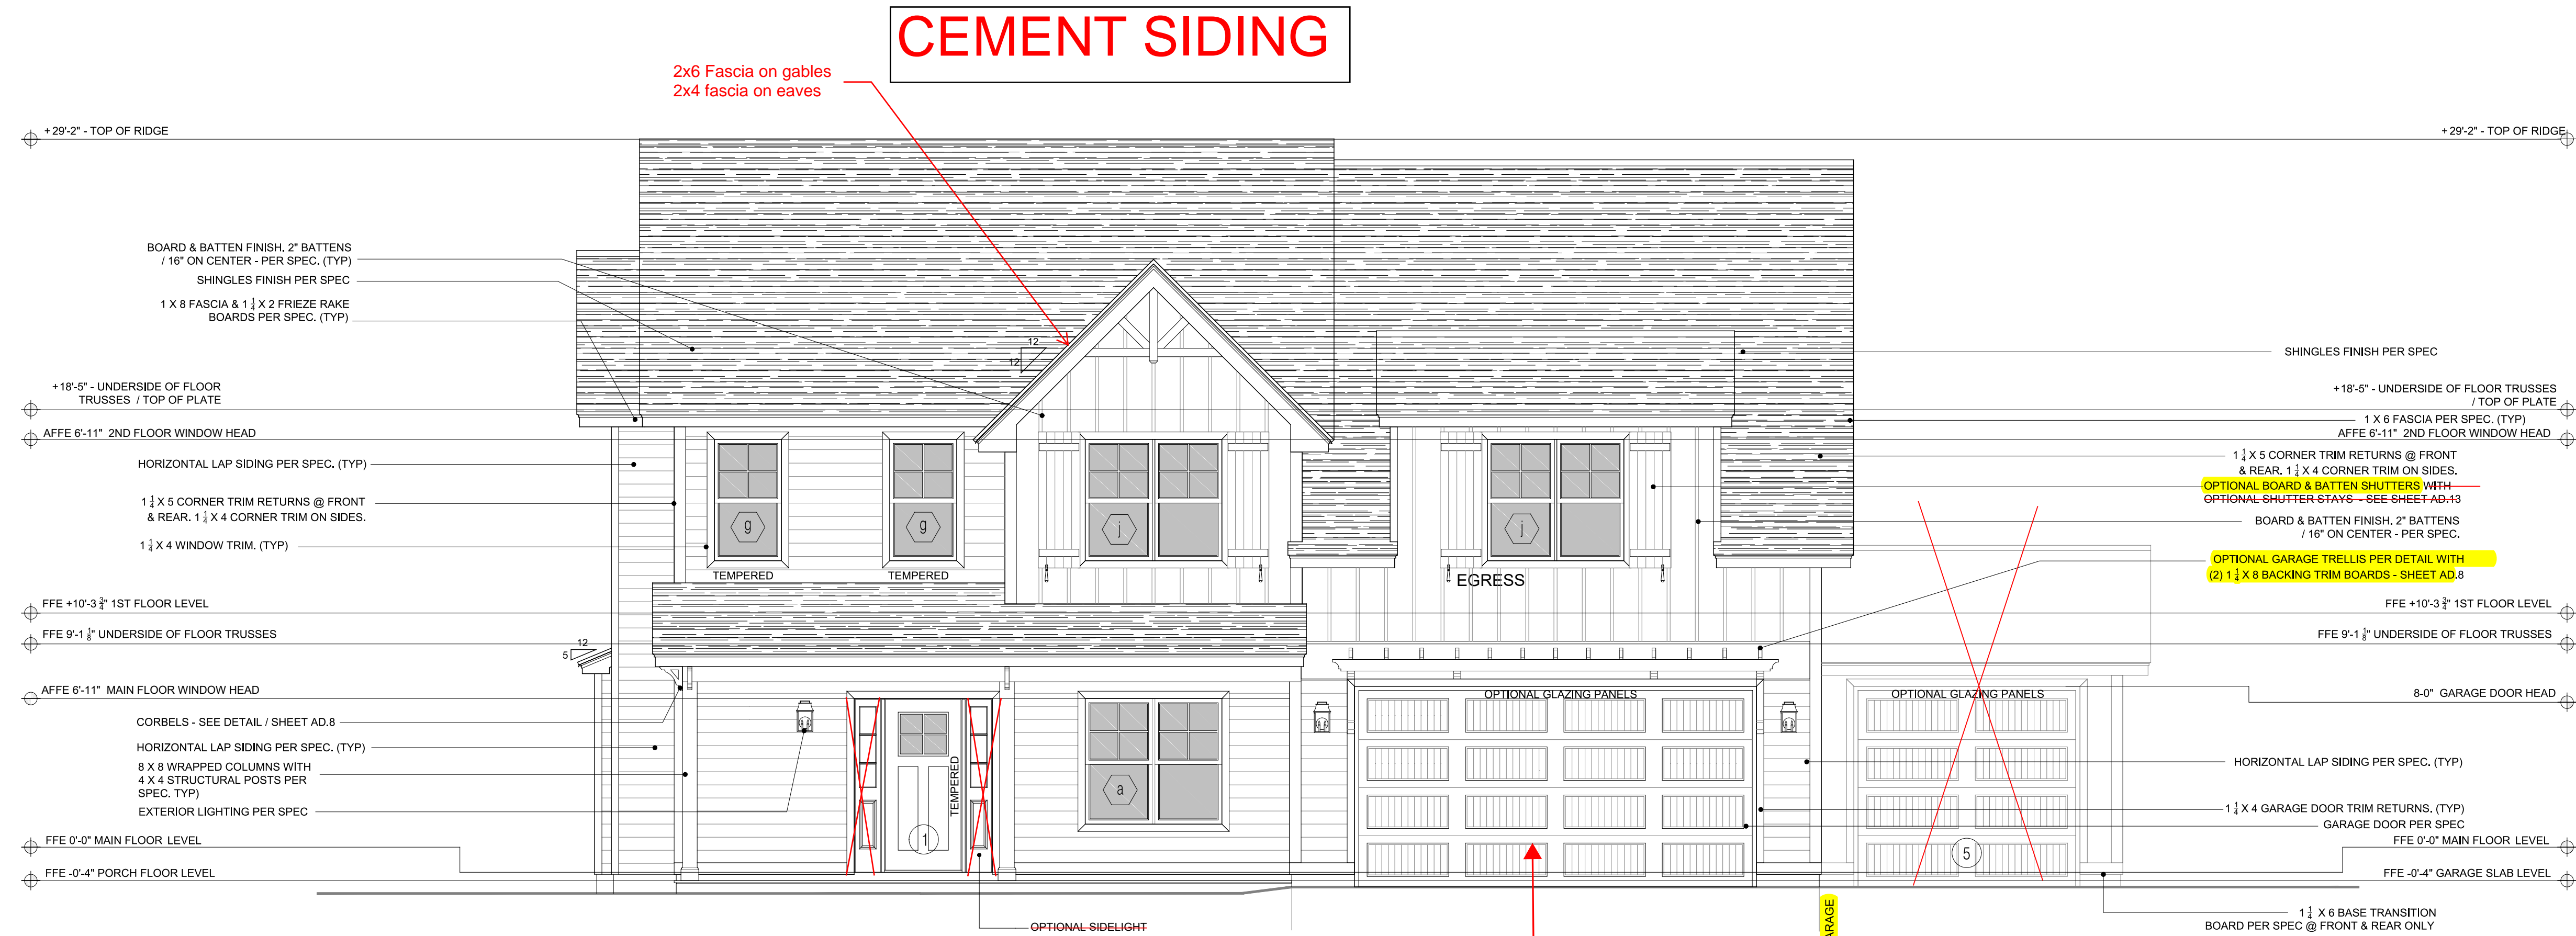 CEMENT SIDING
2x6 Fascia on gables
2x4 fascia on eaves
+29'-2" - TOP OF RIDGE
+29'-2" - TOP OF RIDGE
BOARD & BATTEN FINISH. 2" BATTENS
/ 16" ON CENTER - PER SPEC. (TYP)
SHINGLES FINISH PER SPEC
1 X 8 FASCIA & 1 1/4 X 2 FRIEZE RAKE
BOARDS PER SPEC. (TYP)
+18'-5" - UNDERSIDE OF FLOOR
TRUSSES / TOP OF PLATE
AFFE 6'-11" 2ND FLOOR WINDOW HEAD
HORIZONTAL LAP SIDING PER SPEC. (TYP)
1 1/4 X 5 CORNER TRIM RETURNS @ FRONT
& REAR. 1 1/4 X 4 CORNER TRIM ON SIDES.
1 1/4 X 4 WINDOW TRIM. (TYP)
FFE +10'-3 3/4" 1ST FLOOR LEVEL
FFE 9'-1 1/8" UNDERSIDE OF FLOOR TRUSSES
AFFE 6'-11" MAIN FLOOR WINDOW HEAD
CORBELS - SEE DETAIL / SHEET AD.8
HORIZONTAL LAP SIDING PER SPEC. (TYP)
8 X 8 WRAPPED COLUMNS WITH
4 X 4 STRUCTURAL POSTS PER
SPEC. TYP)
EXTERIOR LIGHTING PER SPEC
FFE 0'-0" MAIN FLOOR LEVEL
FFE -0'-4" PORCH FLOOR LEVEL
12
12
g
g
j
j
TEMPERED
TEMPERED
EGRESS
12
5
OPTIONAL GLAZING PANELS
OPTIONAL GLAZING PANELS
TEMPERED
a
1
5
OPTIONAL SIDELIGHT
SHINGLES FINISH PER SPEC
+18'-5" - UNDERSIDE OF FLOOR TRUSSES
/ TOP OF PLATE
1 X 6 FASCIA PER SPEC. (TYP)
AFFE 6'-11" 2ND FLOOR WINDOW HEAD
1 1/4 X 5 CORNER TRIM RETURNS @ FRONT
& REAR. 1 1/4 X 4 CORNER TRIM ON SIDES.
OPTIONAL BOARD & BATTEN SHUTTERS WITH
OPTIONAL SHUTTER STAYS - SEE SHEET AD.13
BOARD & BATTEN FINISH. 2" BATTENS
/ 16" ON CENTER - PER SPEC.
OPTIONAL GARAGE TRELLIS PER DETAIL WITH
(2) 1 1/4 X 8 BACKING TRIM BOARDS - SHEET AD.8
FFE +10'-3 3/4" 1ST FLOOR LEVEL
FFE 9'-1 1/8" UNDERSIDE OF FLOOR TRUSSES
8-0" GARAGE DOOR HEAD
HORIZONTAL LAP SIDING PER SPEC. (TYP)
1 1/4 X 4 GARAGE DOOR TRIM RETURNS. (TYP)
GARAGE DOOR PER SPEC
FFE 0'-0" MAIN FLOOR LEVEL
FFE -0'-4" GARAGE SLAB LEVEL
1 1/4 X 6 BASE TRANSITION
BOARD PER SPEC @ FRONT & REAR ONLY